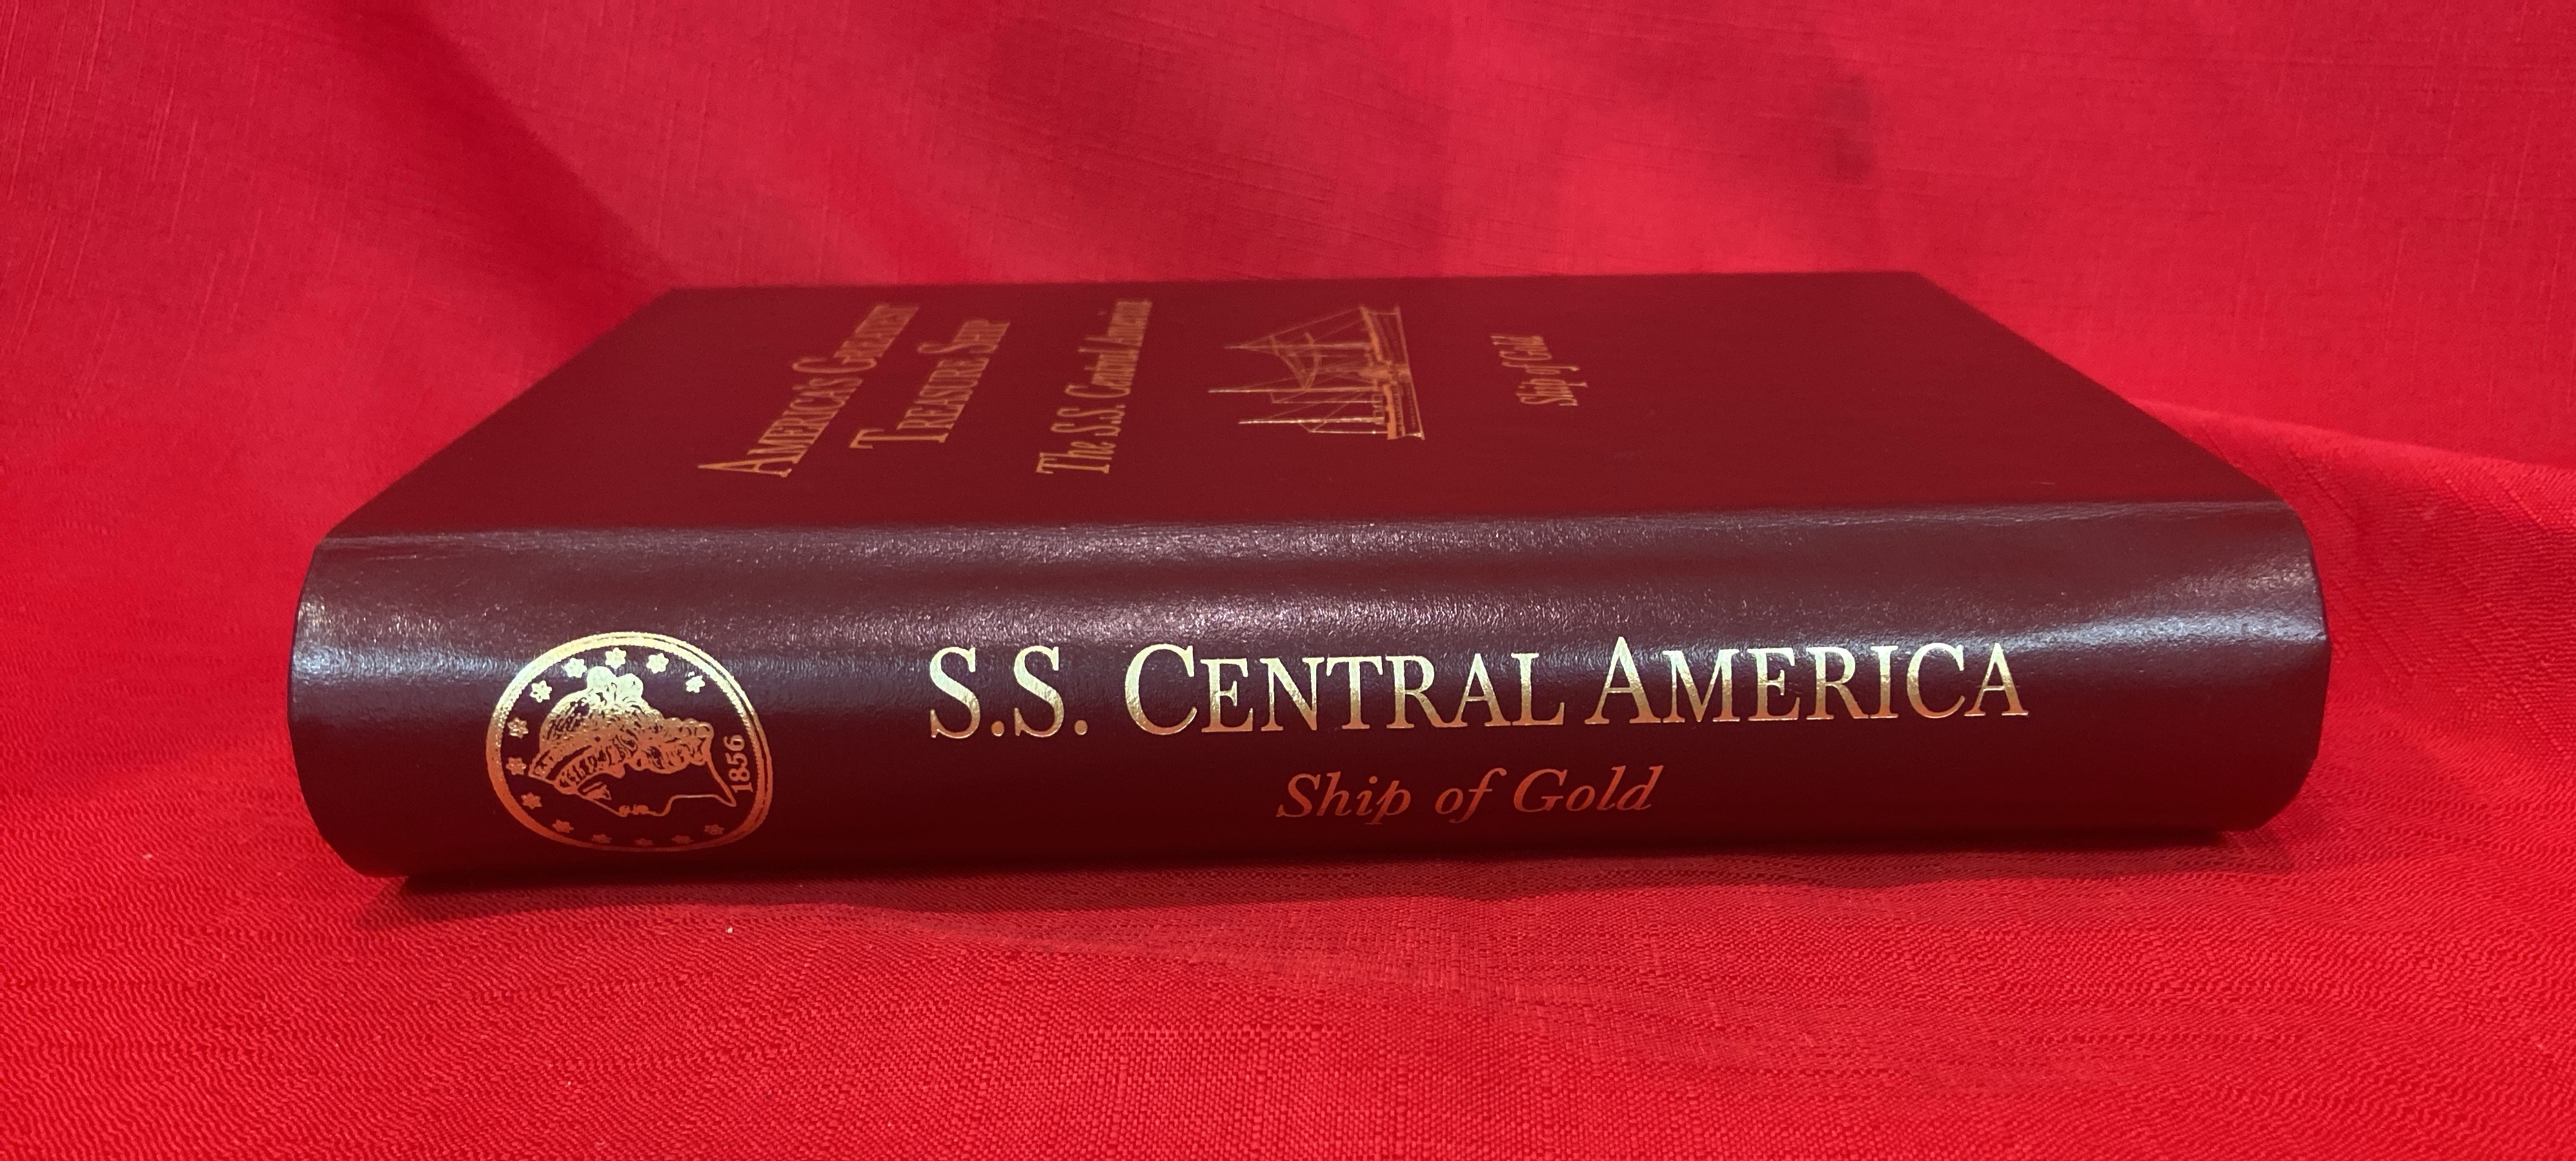 AMERICA'S GREATEST
TREASURE SHIP
The S.S. Central America
Ship of Gold
1856
S.S. CENTRAL AMERICA
Ship of Gold